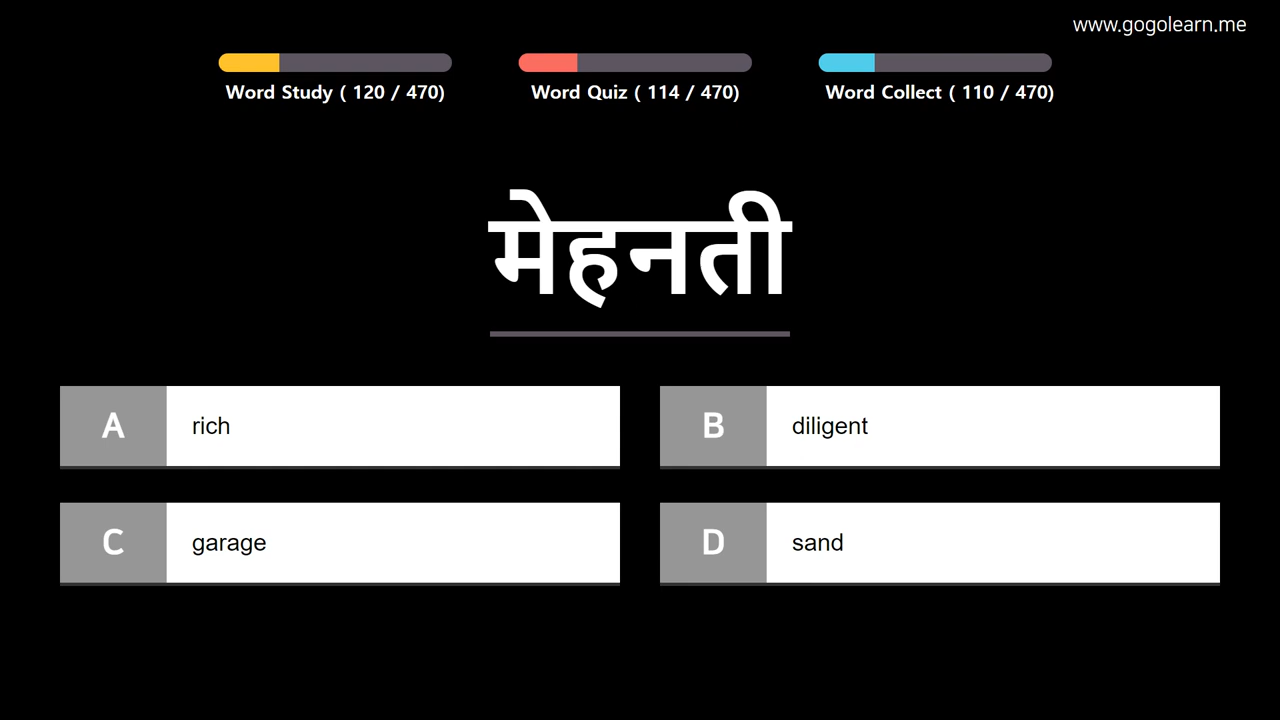 www.gogolearn.me
Word Study ( 120 / 470)
Word Quiz ( 114 / 470)
Word Collect ( 110 / 470)
मेहनती
A rich
B diligent
C garage
D sand